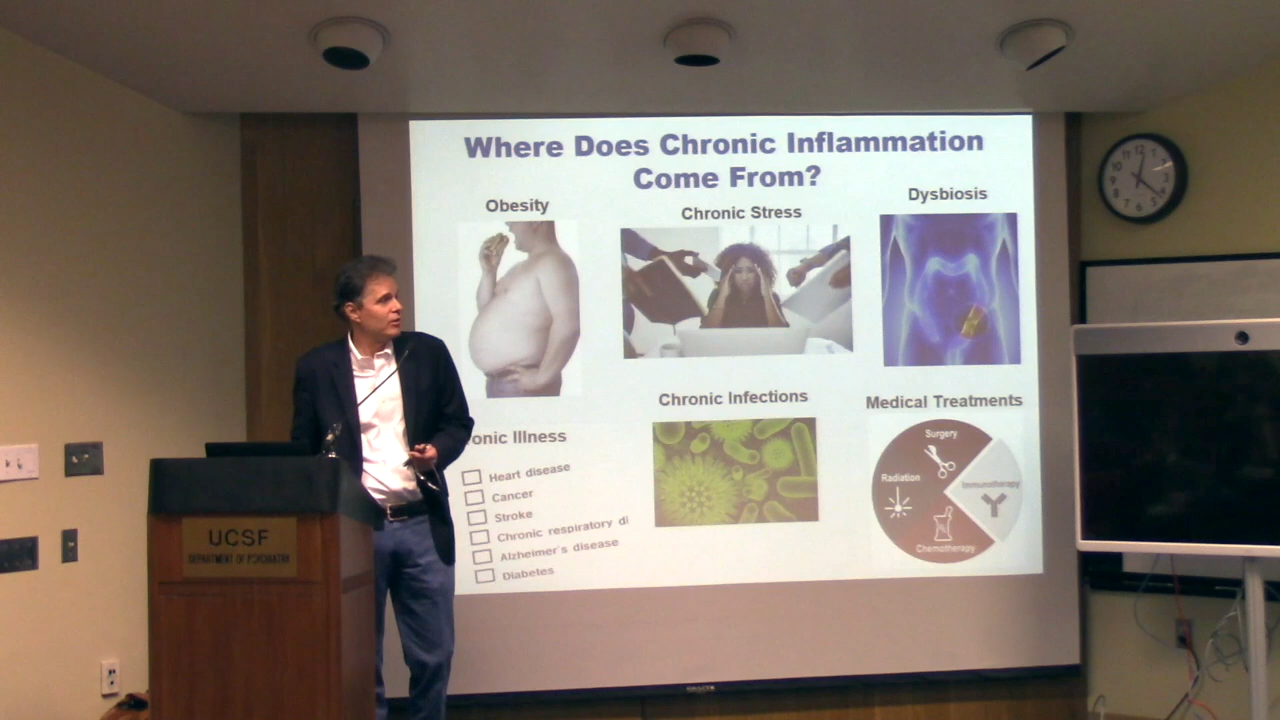 Where Does Chronic Inflammation
Come From?
Obesity
Chronic Stress
Dysbiosis
onic Illness
Heart disease
Cancer
Stroke
Chronic respiratory di
Alzheimer's disease
Diabetes
Chronic Infections
Medical Treatments
Surgery
Radiation
Immunotherapy
Chemotherapy
UCSF
DEPARTMENT OF PSYCHIATRY